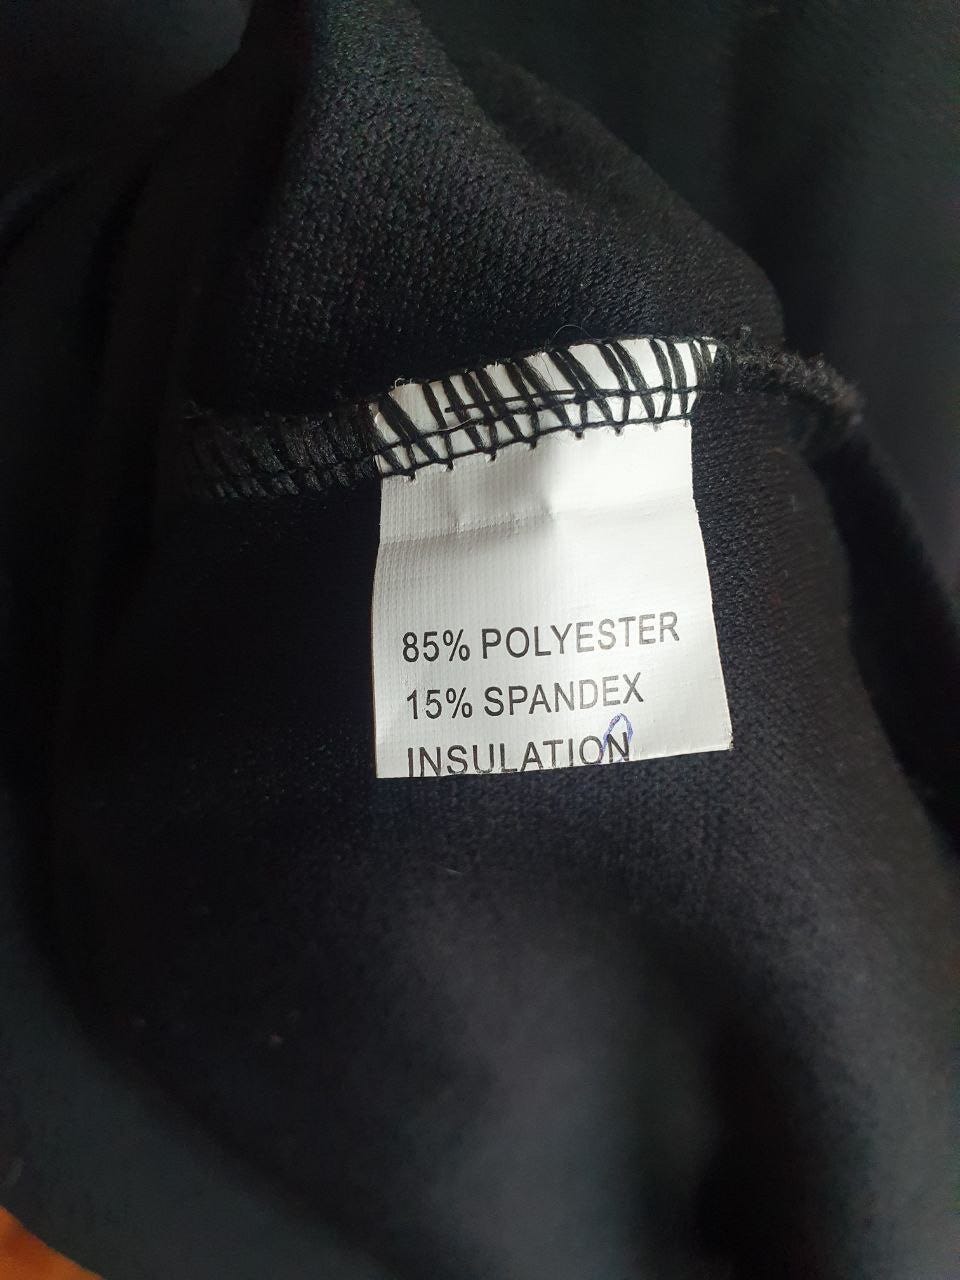 85% POLYESTER
15% SPANDEX
INSULATION